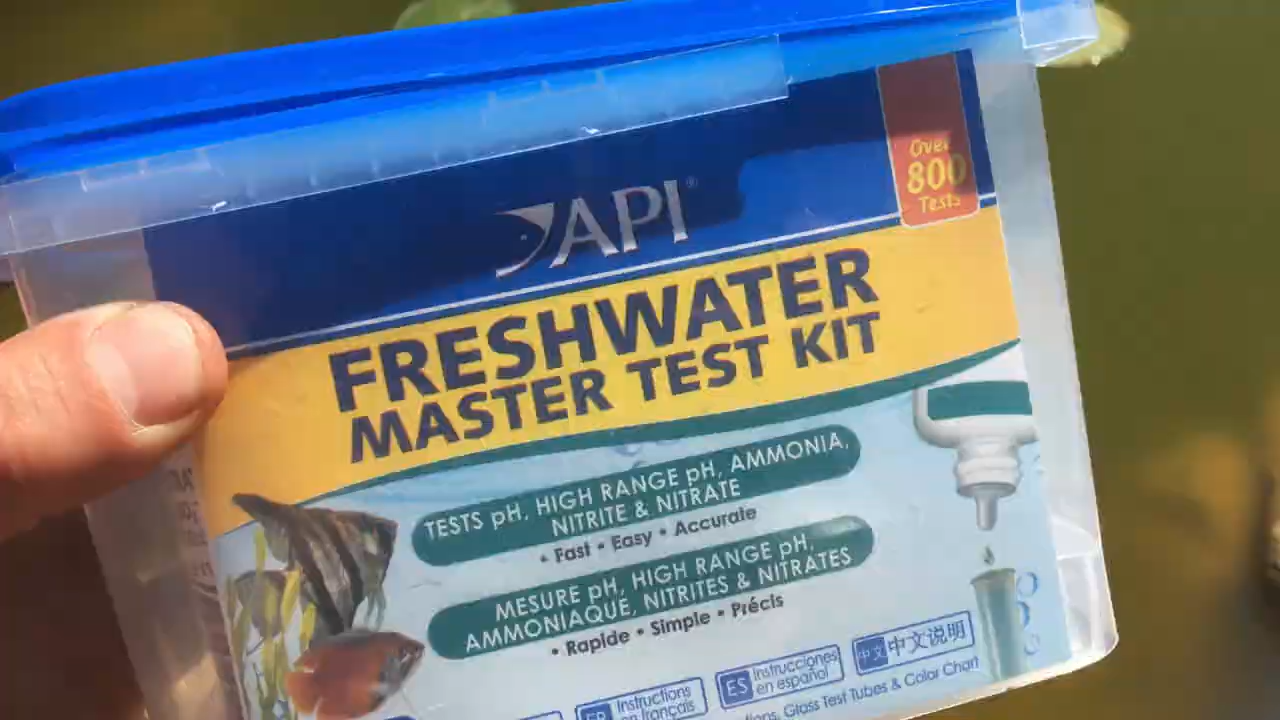 Over
800
Tests
API®
FRESHWATER
MASTER TEST KIT
TESTS pH, HIGH RANGE pH, AMMONIA,
NITRITE & NITRATE
• Fast • Easy • Accurate
MESURE pH, HIGH RANGE pH,
AMMONIAQUE, NITRITES & NITRATES
• Rapide • Simple • Précis
FR Instructions
en français
ES Instrucciones
en español
中文 中文说明
Glass Test Tubes & Color Chart